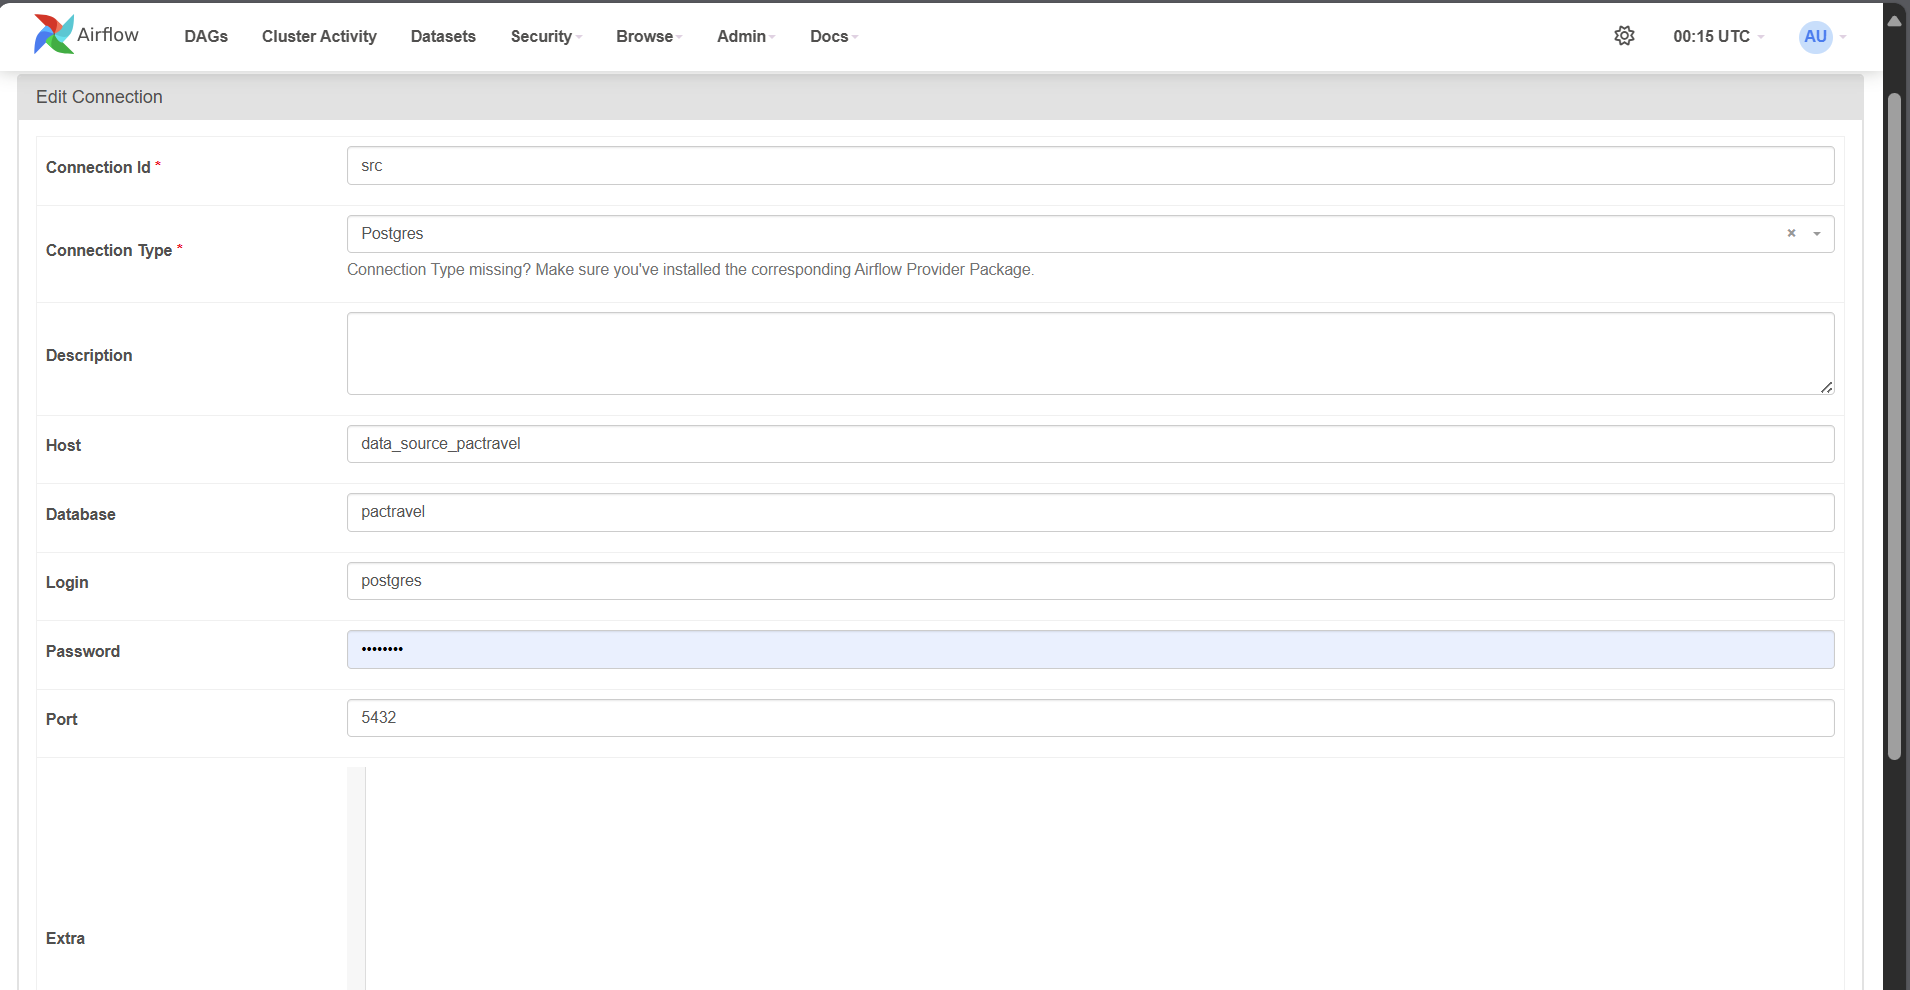 Airflow DAGs Cluster Activity Datasets Security Browse Admin Docs 00:15 UTC AU
Edit Connection
Connection Id * src
Connection Type * Postgres × 
Connection Type missing? Make sure you've installed the corresponding Airflow Provider Package.
Description
Host data_source_pactravel
Database pactravel
Login postgres
Password ••••••••
Port 5432
Extra